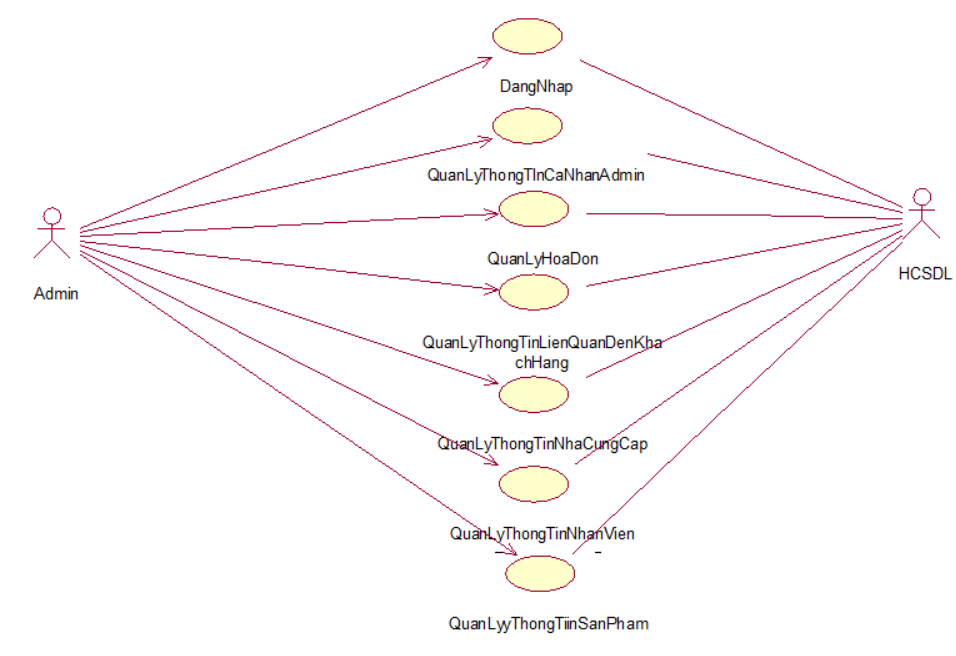 DangNhap
QuanLyThongTInCaNhanAdmin
QuanLyHoaDon
Admin
HCSDL
QuanLyThongTinLienQuanDenKha
chHang
QuanLyThongTinNhaCungCap
QuanLyThongTinNhanVien
QuanLyyThongTiinSanPham